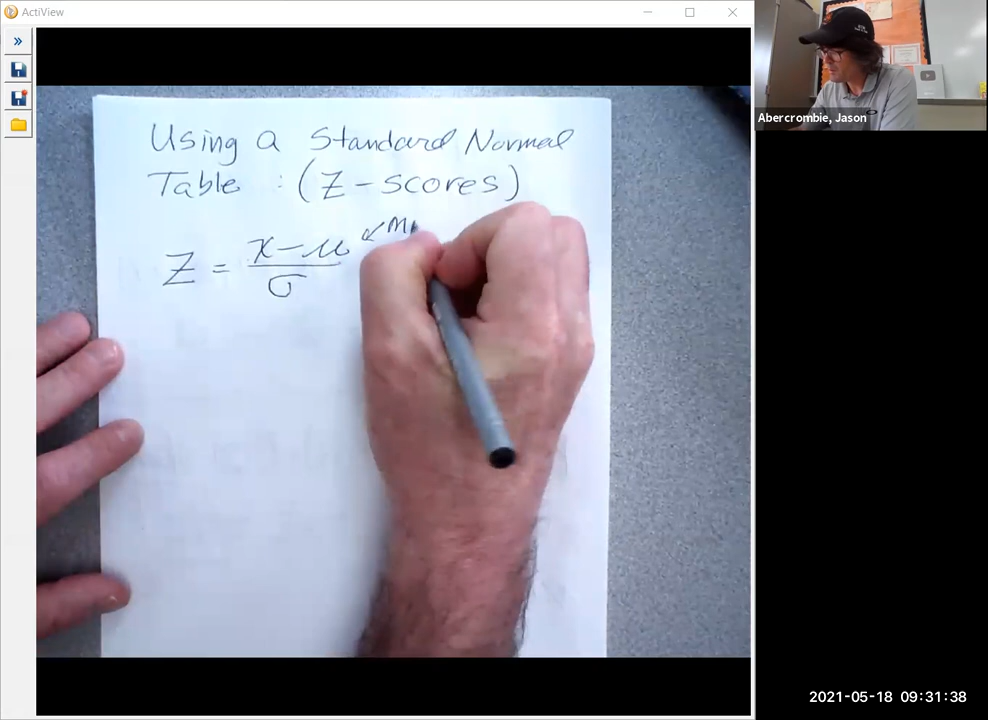 ActiView
Using a Standard Normal
Table : (Z-scores)
Z = x-μ / σ
↙
Abercrombie, Jason
2021-05-18 09:31:38